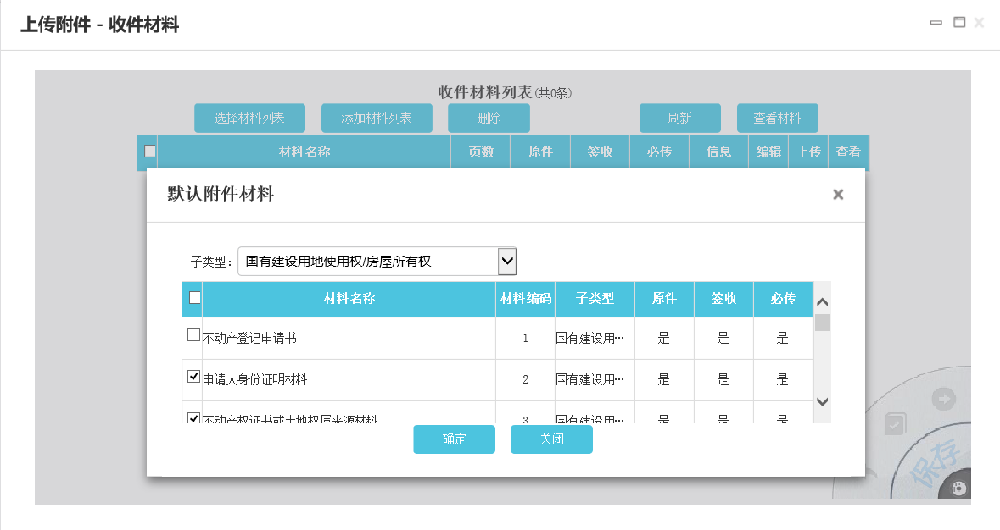 上传附件 - 收件材料
收件材料列表(共0条)
选择材料列表 添加材料列表 删除 刷新 查看材料
材料名称 页数 原件 签收 必传 信息 编辑 上传 查看
默认附件材料
子类型： 国有建设用地使用权/房屋所有权
材料名称 材料编码 子类型 原件 签收 必传
不动产登记申请书 1 国有建设用… 是 是 是
申请人身份证明材料 2 国有建设用… 是 是 是
不动产权证书或土地权属来源材料 3 国有建设用… 是 是 是
确定 关闭
保存